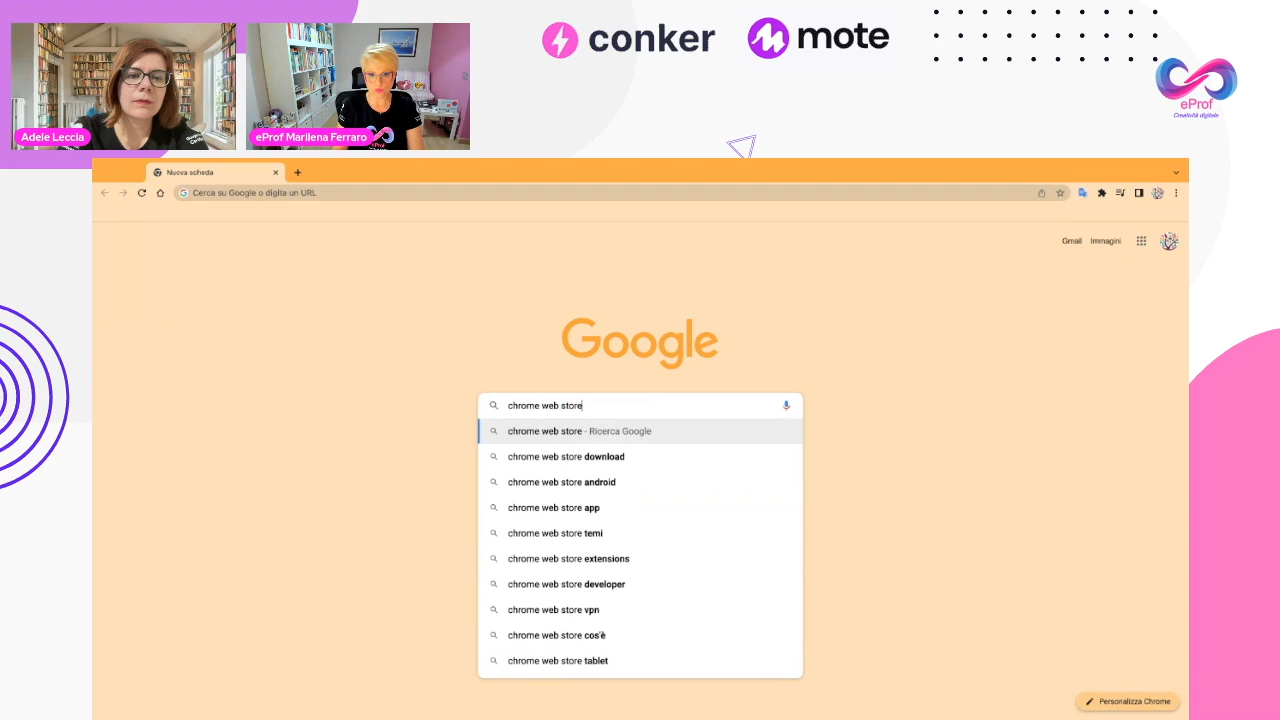 conker
mote
eProf
Creatività digitale
Adele Leccia
eProf Marilena Ferraro
Nuova scheda
Cerca su Google o digita un URL
Gmail
Immagini
Google
chrome web store
chrome web store - Ricerca Google
chrome web store download
chrome web store android
chrome web store app
chrome web store temi
chrome web store extensions
chrome web store developer
chrome web store vpn
chrome web store cos'è
chrome web store tablet
Personalizza Chrome